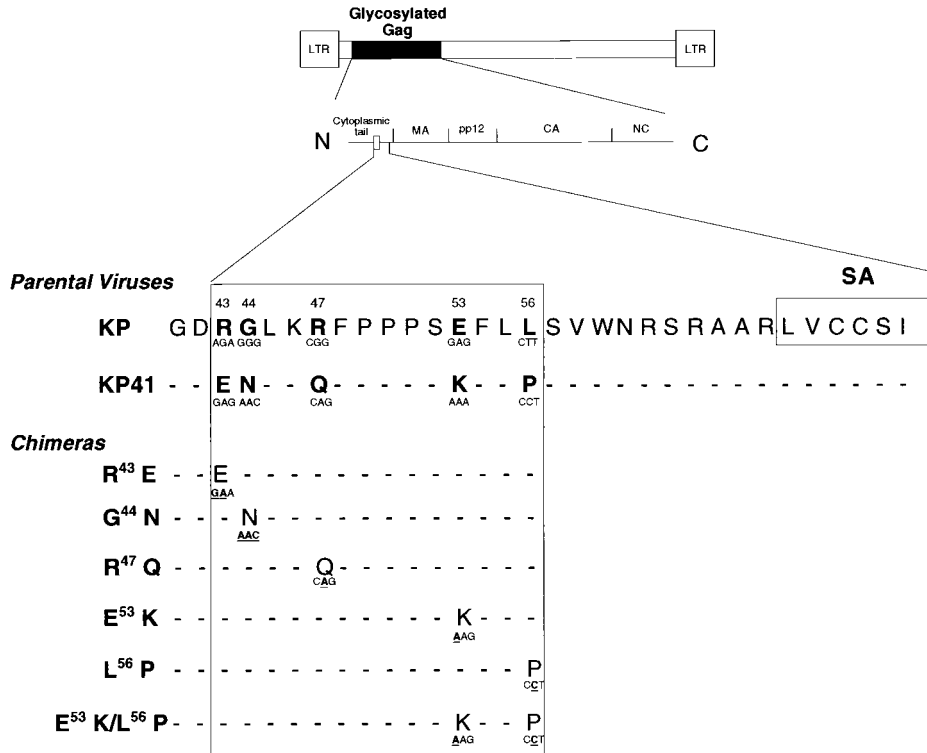 Glycosylated
Gag
LTR LTR
Cytoplasmic
tail MA pp12 CA NC
N C
SA
Parental Viruses
43 44 47 53 56
KP G D R G L K R F P P P S E F L L S V W N R S R A A R L V C C S I
AGA GGG CGG GAG CTT
KP41 - - E N - - Q - - - - - K - - P - - - - - - - - - - - - - - - -
GAG AAC CAG AAA CCT
Chimeras
R43 E - - E - - - - - - - - - - - - -
GAA
G44 N - - - N - - - - - - - - - - - -
AAC
R47 Q - - - - - - Q - - - - - - - - -
CAG
E53 K - - - - - - - - - - - - K - - -
AAG
L56 P - - - - - - - - - - - - - - - P
CCT
E53 K/L56 P - - - - - - - - - - - - K - - P
AAG CCT